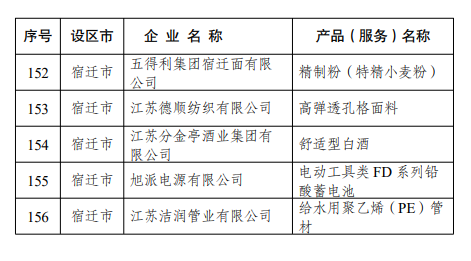 序号 设区市 企业名称 产品（服务）名称
152 宿迁市 五得利集团宿迁面有限公司 精制粉（特精小麦粉）
153 宿迁市 江苏德顺纺织有限公司 高弹透孔格面料
154 宿迁市 江苏分金亭酒业集团有限公司 舒适型白酒
155 宿迁市 旭派电源有限公司 电动工具类 FD 系列铅酸蓄电池
156 宿迁市 江苏洁润管业有限公司 给水用聚乙烯（PE）管材